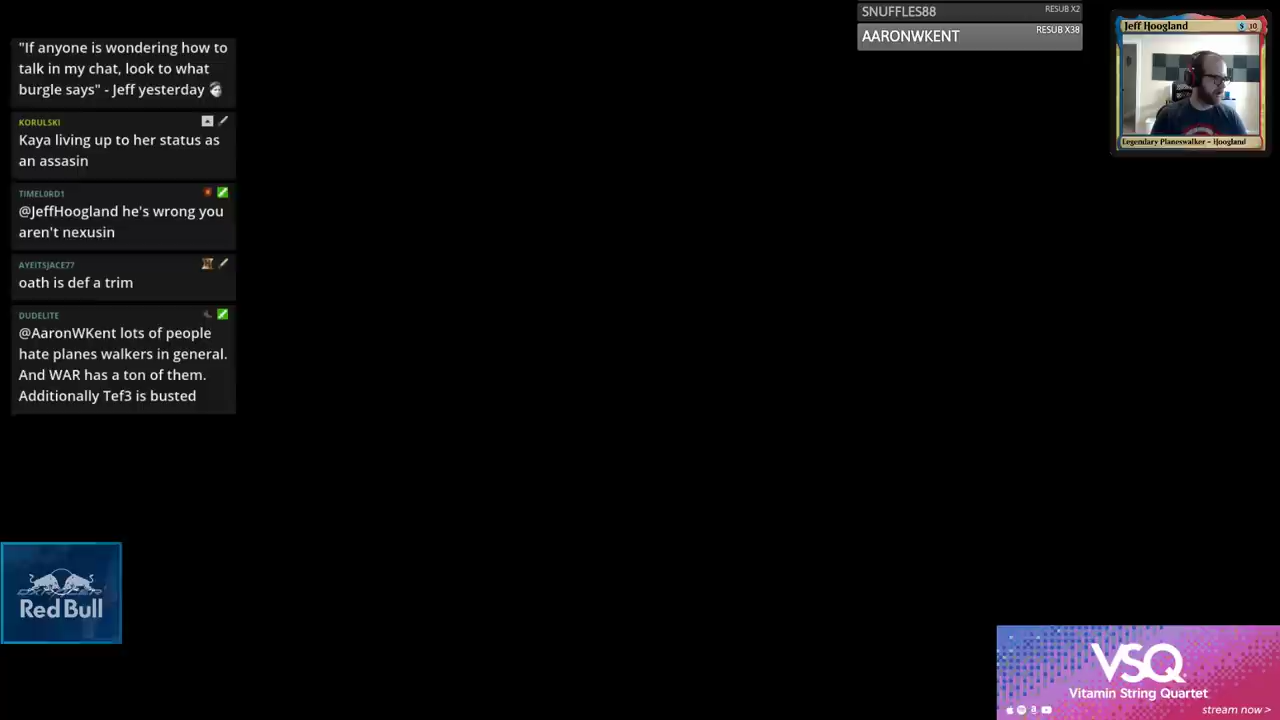 SNUFFLES88 RESUB X2
AARONWKENT RESUB X38
Jeff Hoogland 10
Legendary Planeswalker - Hoogland
"If anyone is wondering how to
talk in my chat, look to what
burgle says" - Jeff yesterday
KORULSKI
Kaya living up to her status as
an assasin
TIMEL0RD1
@JeffHoogland he's wrong you
aren't nexusin
AYEITSJACE77
oath is def a trim
DUDELITE
@AaronWKent lots of people
hate planes walkers in general.
And WAR has a ton of them.
Additionally Tef3 is busted
Red Bull
VSQ
Vitamin String Quartet
stream now >